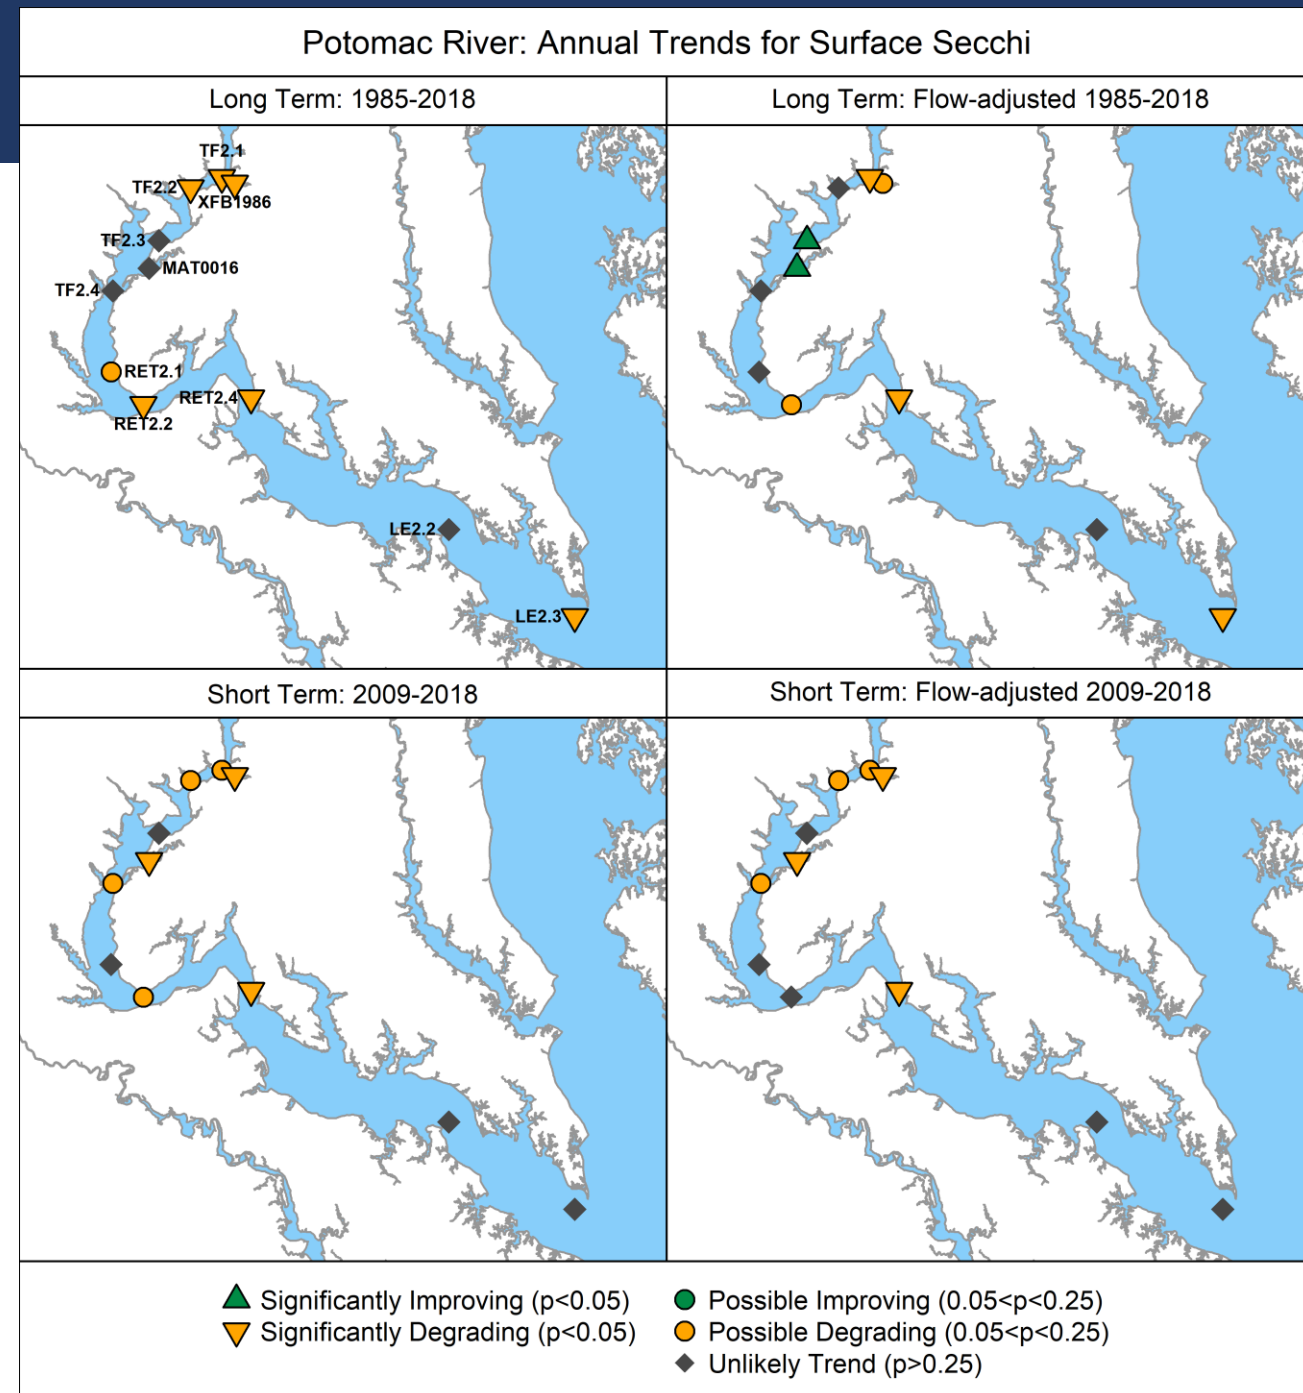 Potomac River: Annual Trends for Surface Secchi
Long Term: 1985-2018
Long Term: Flow-adjusted 1985-2018
TF2.1
TF2.2
XFB1986
TF2.3
MAT0016
TF2.4
RET2.1
RET2.4
RET2.2
LE2.2
LE2.3
Short Term: 2009-2018
Short Term: Flow-adjusted 2009-2018
Significantly Improving (p<0.05)
Possible Improving (0.05<p<0.25)
Significantly Degrading (p<0.05)
Possible Degrading (0.05<p<0.25)
Unlikely Trend (p>0.25)